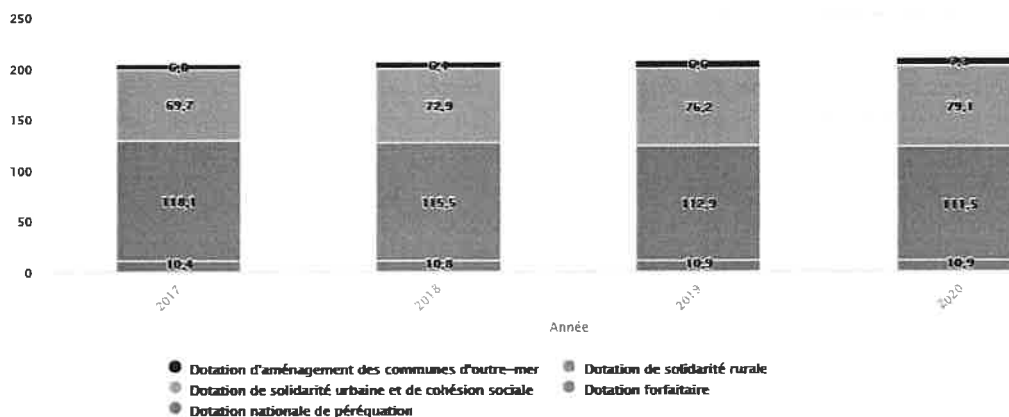 250
200
150
100
50
0
69,7 72,9 76,2 79,1
118,1 115,5 112,9 111,5
10,4 10,8 10,9 10,9
2017 2018 2019 2020
Année
Dotation d'aménagement des communes d'outre-mer Dotation de solidarité rurale
Dotation de solidarité urbaine et de cohésion sociale Dotation forfaitaire
Dotation nationale de péréquation